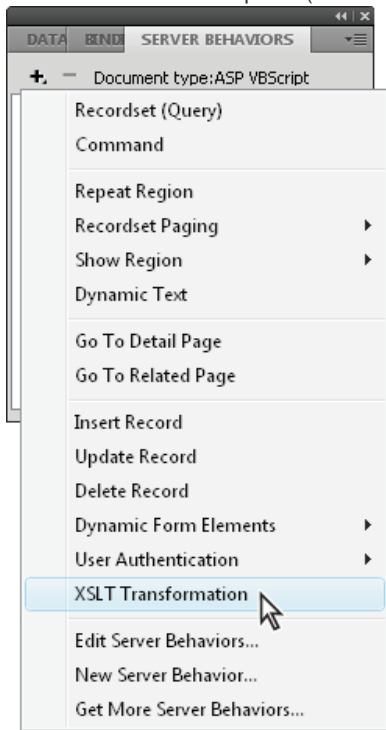 DATA BINDI SERVER BEHAVIORS
Document type:ASP VBScript
Recordset (Query)
Command
Repeat Region
Recordset Paging
Show Region
Dynamic Text
Go To Detail Page
Go To Related Page
Insert Record
Update Record
Delete Record
Dynamic Form Elements
User Authentication
XSLT Transformation
Edit Server Behaviors...
New Server Behavior...
Get More Server Behaviors...